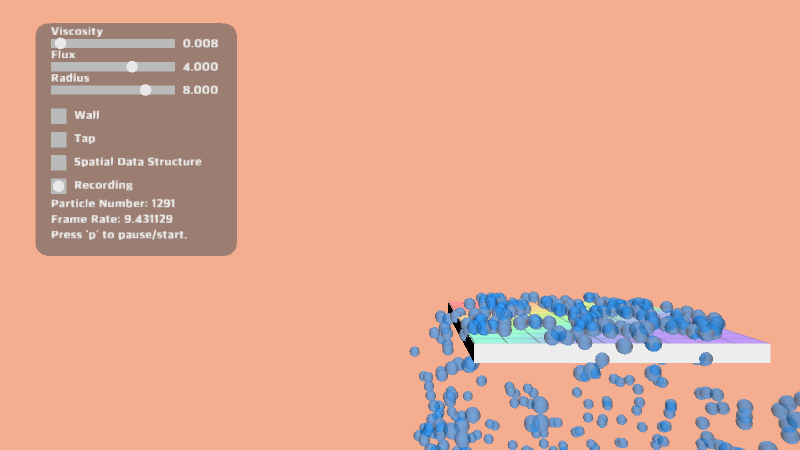 Viscosity
0.008
Flux
4.000
Radius
8.000
Wall
Tap
Spatial Data Structure
Recording
Particle Number: 1291
Frame Rate: 9.431129
Press 'p' to pause/start.